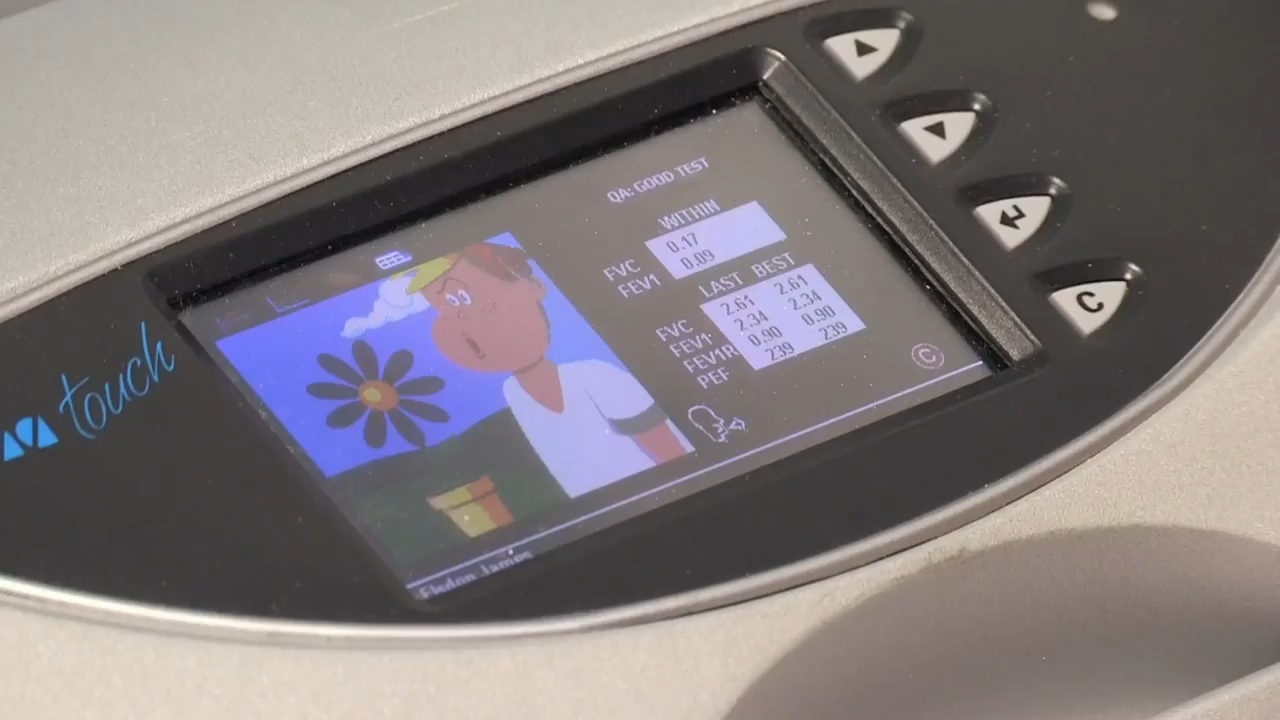 touch
QA: GOOD TEST
WITHIN
FVC 0.17
FEV1 0.09
LAST BEST
FVC 2.61 2.61
FEV1 2.34 2.34
FEV1R 0.90 0.90
PEF 239 239
©
James
C